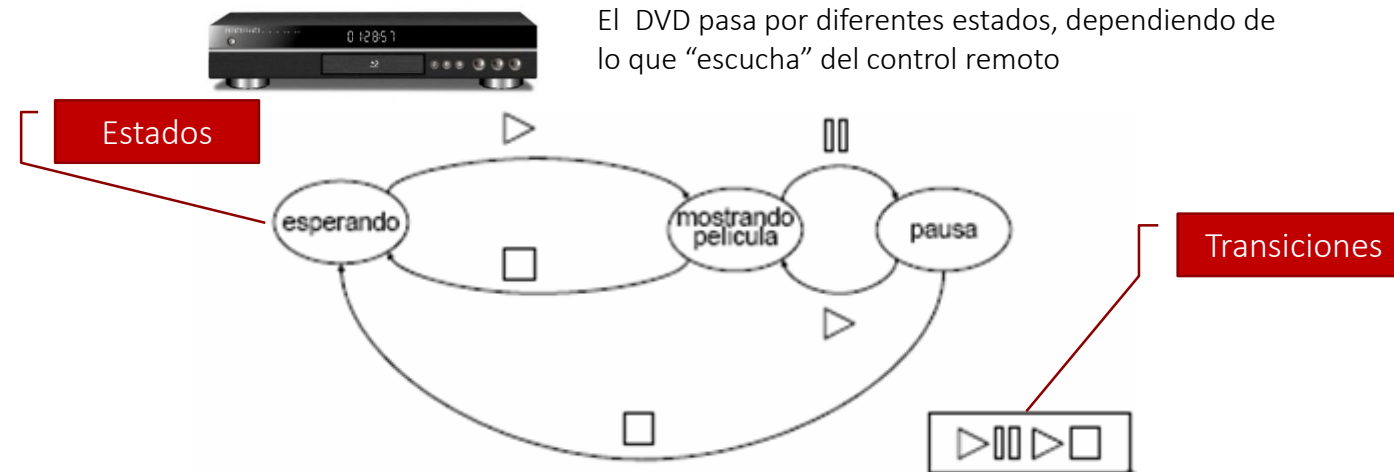 El DVD pasa por diferentes estados, dependiendo de
lo que “escucha” del control remoto
Estados
esperando
mostrando
pelicula
pausa
Transiciones